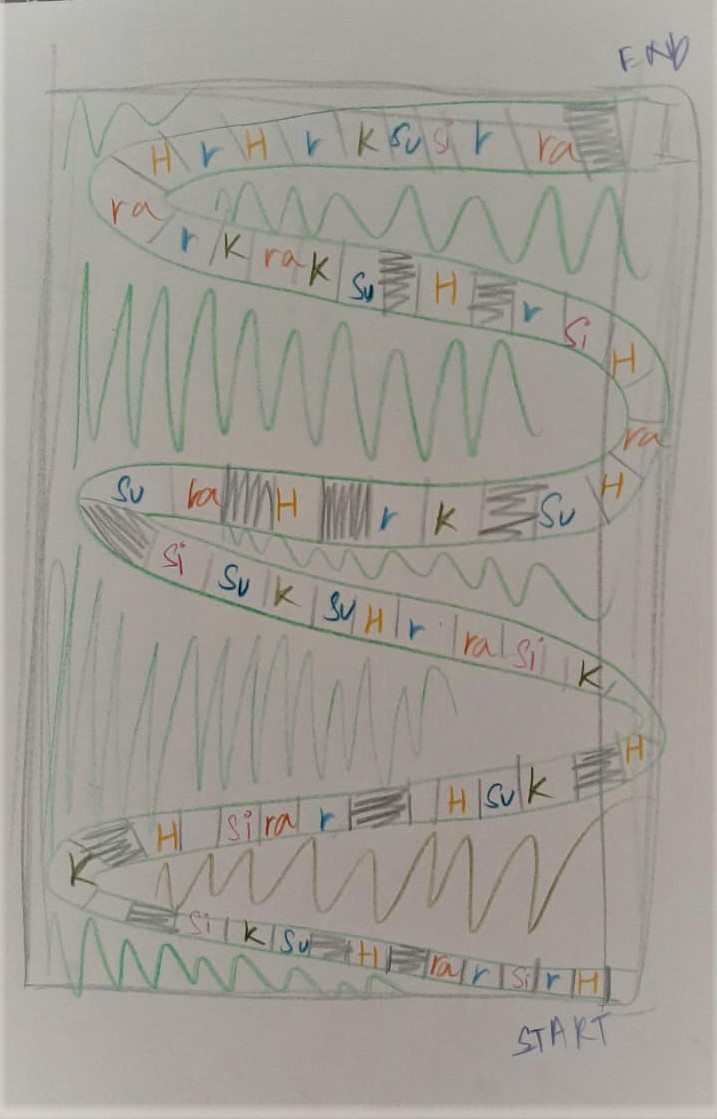 END
H r H r K Su Si r ra
ra r K ra K Su H r Si H
ra
Su ra H r K Su H
Si Su K Su H r ra Si K
H
H Si ra r H Su K
K
Si K Su H ra r Si r H
START